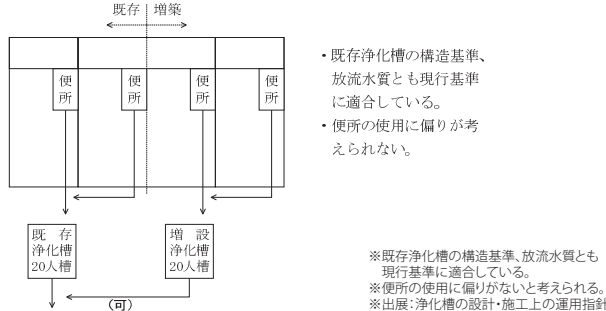 既存 増築
便所 便所 便所 便所
・既存浄化槽の構造基準、
放流水質とも現行基準
に適合している。
・便所の使用に偏りが考
えられない。
既存
浄化槽
20人槽
増設
浄化槽
20人槽
(可)
※既存浄化槽の構造基準、放流水質とも
現行基準に適合している。
※便所の使用に偏りがないと考えられる。
※出展:浄化槽の設計・施工上の運用指針